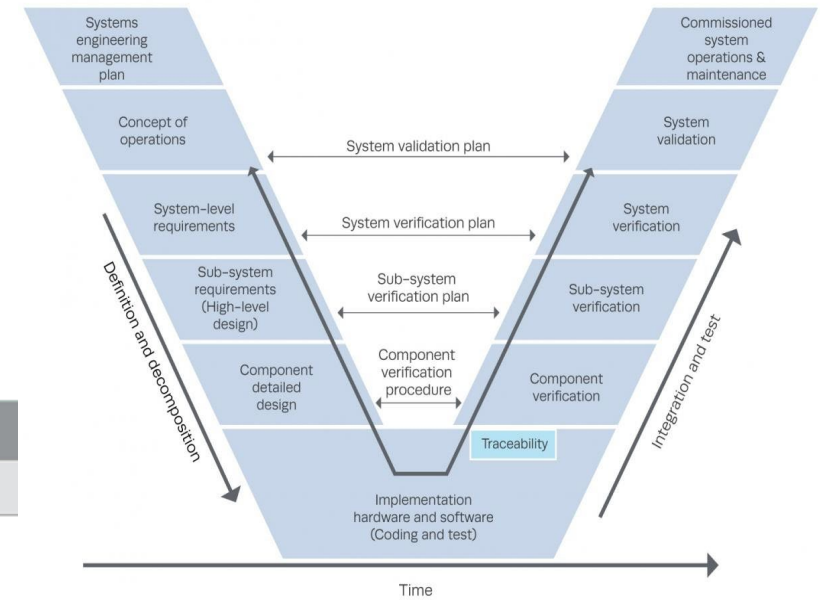 Systems
engineering
management
plan
Commissioned
system
operations &
maintenance
Concept of
operations
System validation plan
System
validation
System-level
requirements
System verification plan
System
verification
Sub-system
requirements
(High-level
design)
Sub-system
verification plan
Sub-system
verification
Component
detailed
design
Component
verification
procedure
Component
verification
Definition and decomposition
Integration and test
Traceability
Implementation
hardware and software
(Coding and test)
Time